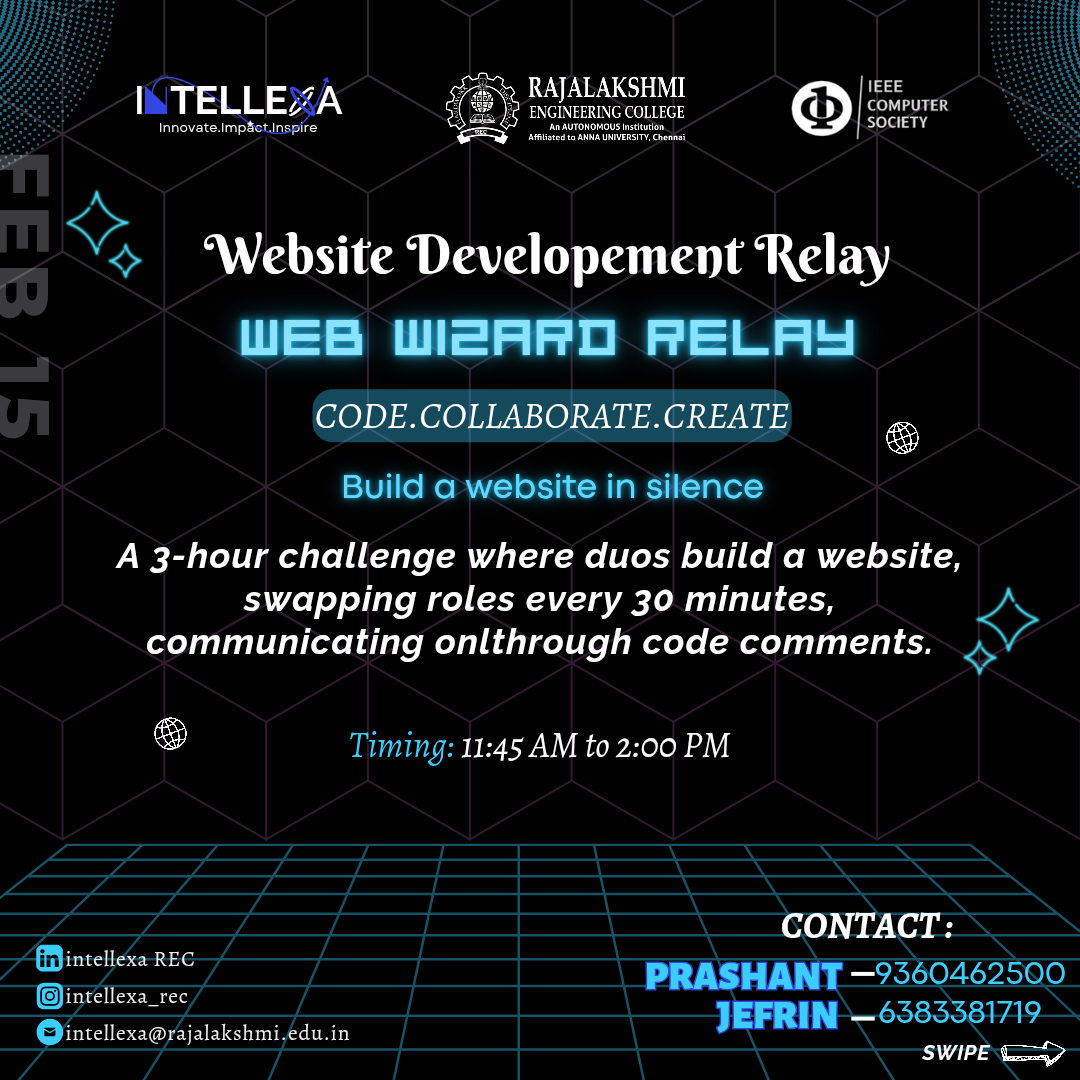 INTELLEXA
Innovate.Impact.Inspire
RAJALAKSHMI
ENGINEERING COLLEGE
An AUTONOMOUS Institution
Affiliated to ANNA UNIVERSITY, Chennai
REC
IEEE
COMPUTER
SOCIETY
FEB 15
Website Developement Relay
WEB WIZARD RELAY
CODE.COLLABORATE.CREATE
Build a website in silence
A 3-hour challenge where duos build a website,
swapping roles every 30 minutes,
communicating onlthrough code comments.
Timing: 11:45 AM to 2:00 PM
CONTACT :
PRASHANT –9360462500
JEFRIN – 6383381719
SWIPE
intellexa REC
intellexa_rec
intellexa@rajalakshmi.edu.in